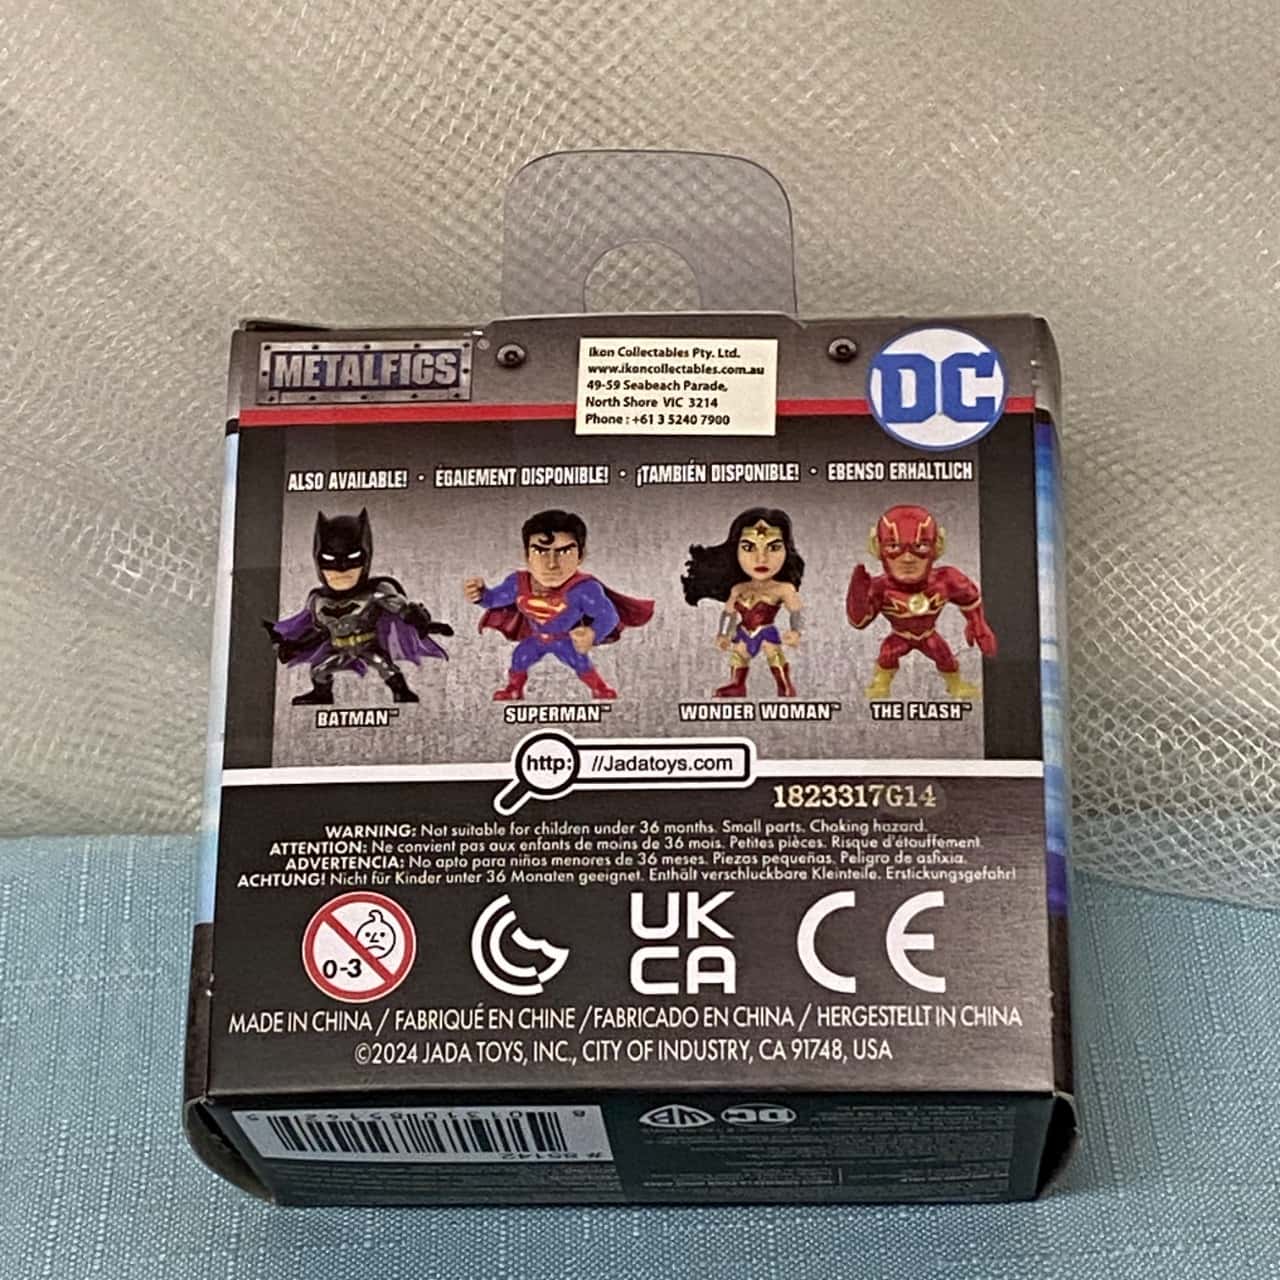 METALFIGS®
Ikon Collectables Pty. Ltd.
www.ikoncollectables.com.au
49-59 Seabeach Parade,
North Shore VIC 3214
Phone : +61 3 5240 7900
DC
ALSO AVAILABLE! · ÉGAIEMENT DISPONIBLE! · ¡TAMBIÉN DISPONIBLE! · EBENSO ERHALTLICH
BATMAN™
SUPERMAN™
WONDER WOMAN™
THE FLASH™
http: //Jadatoys.com
1823317G14
WARNING: Not suitable for children under 36 months. Small parts. Choking hazard.
ATTENTION: Ne convient pas aux enfants de moins de 36 mois. Petites pièces. Risque d'étouffement.
ADVERTENCIA: No apto para niños menores de 36 meses. Piezas pequeñas. Peligro de asfixia.
ACHTUNG! Nicht für Kinder unter 36 Monaten geeignet. Enthält verschluckbare Kleinteile. Erstickungsgefahr!
0-3
UK
CA
CE
MADE IN CHINA / FABRIQUÉ EN CHINE / FABRICADO EN CHINA / HERGESTELLT IN CHINA
©2024 JADA TOYS, INC., CITY OF INDUSTRY, CA 91748, USA
WB
DC
# 85142